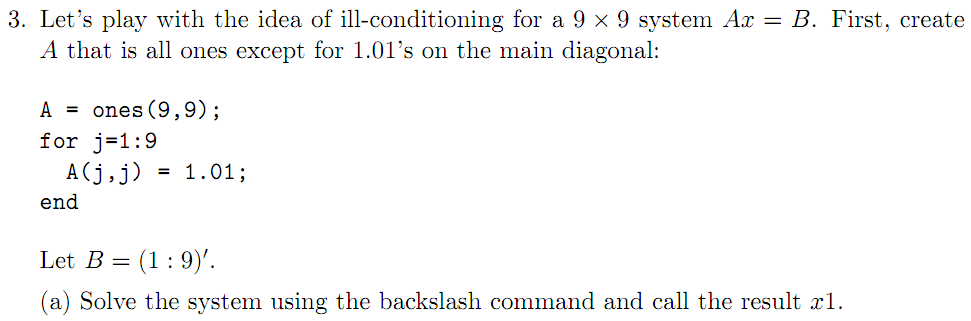 3. Let's play with the idea of ill-conditioning for a 9 × 9 system Ax = B. First, create
A that is all ones except for 1.01's on the main diagonal:
A = ones(9,9);
for j=1:9
  A(j,j) = 1.01;
end
Let B = (1 : 9)′.
(a) Solve the system using the backslash command and call the result x1.